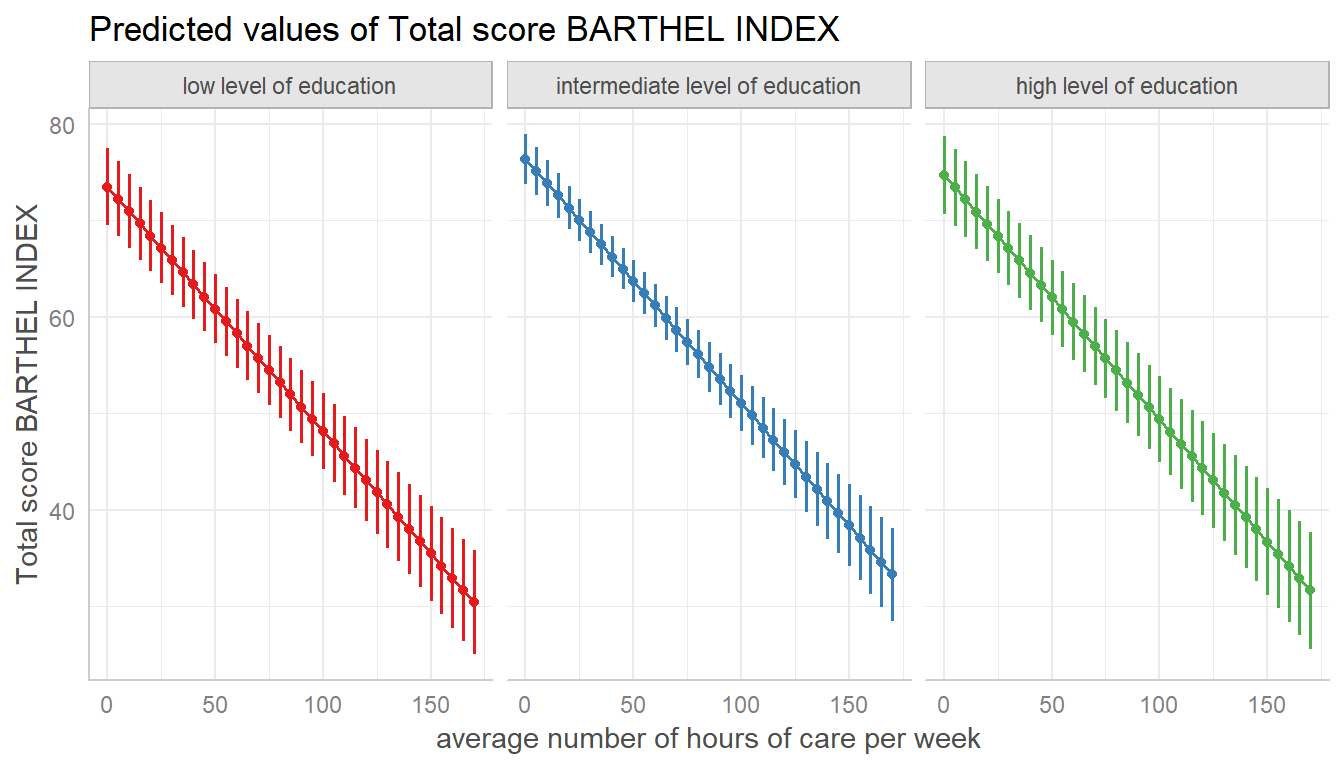 Predicted values of Total score BARTHEL INDEX
low level of education
intermediate level of education
high level of education
Total score BARTHEL INDEX
80
60
40
0 50 100 150
0 50 100 150
0 50 100 150
average number of hours of care per week